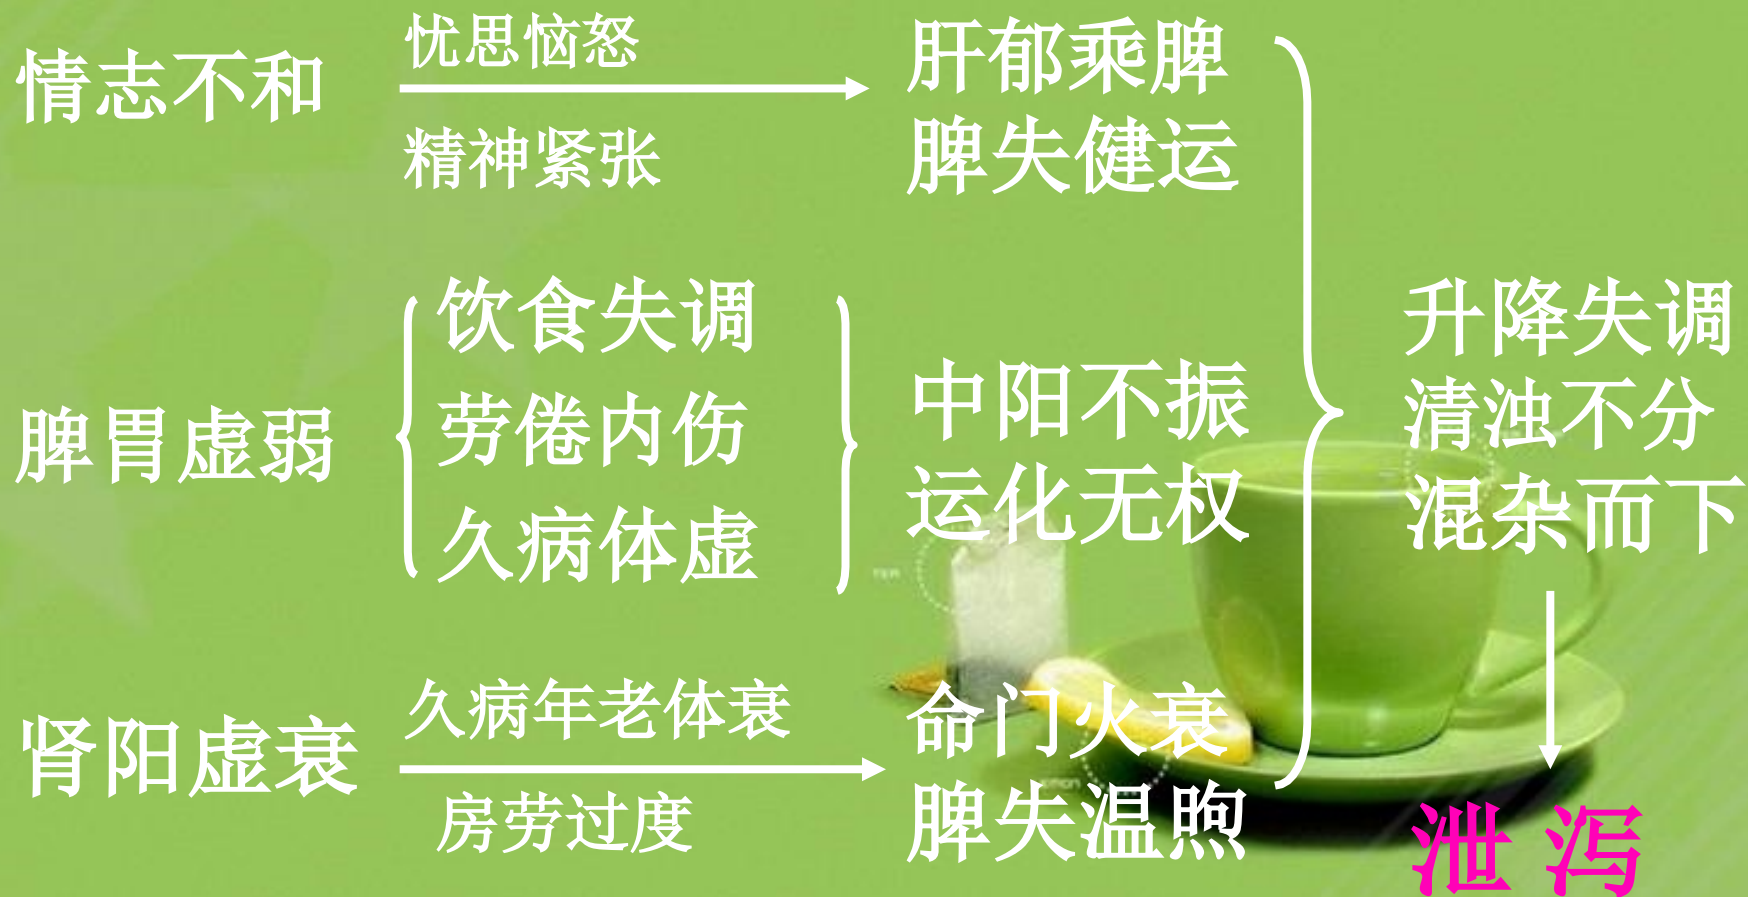 情志不和
忧思恼怒
精神紧张
肝郁乘脾
脾失健运
脾胃虚弱
饮食失调
劳倦内伤
久病体虚
中阳不振
运化无权
肾阳虚衰
久病年老体衰
房劳过度
命门火衰
脾失温煦
升降失调
清浊不分
混杂而下
泄泻